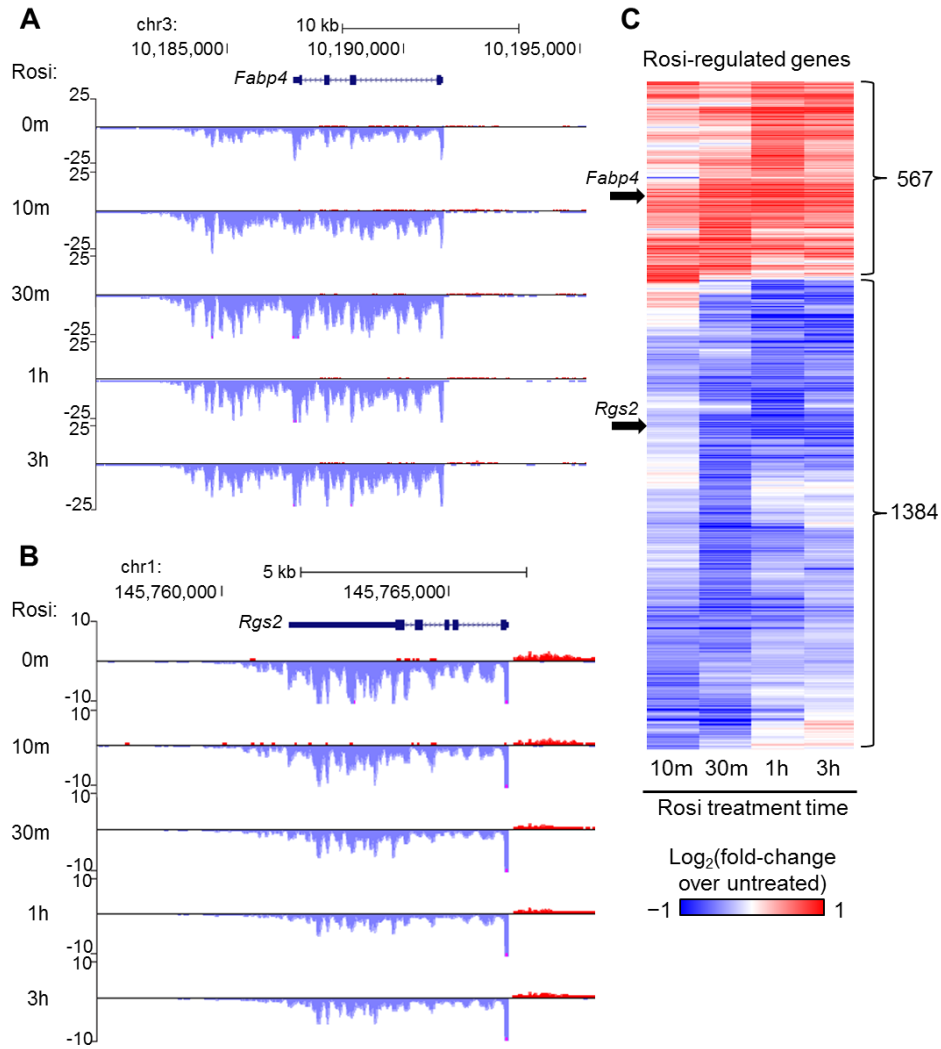 A
chr3:
10 kb
10,185,000
10,190,000
10,195,000
Rosi:
Fabp4
25
0m
-25
25
10m
-25
25
30m
-25
25
1h
-25
25
3h
-25
B
chr1:
5 kb
145,760,000
145,765,000
Rosi:
Rgs2
10
0m
-10
10
10m
-10
10
30m
-10
10
1h
-10
10
3h
-10
C
Rosi-regulated genes
Fabp4
567
Rgs2
1384
10m 30m 1h 3h
Rosi treatment time
Log2(fold-change
over untreated)
−1 1